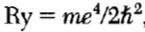 Ry = me⁴/2ℏ²,